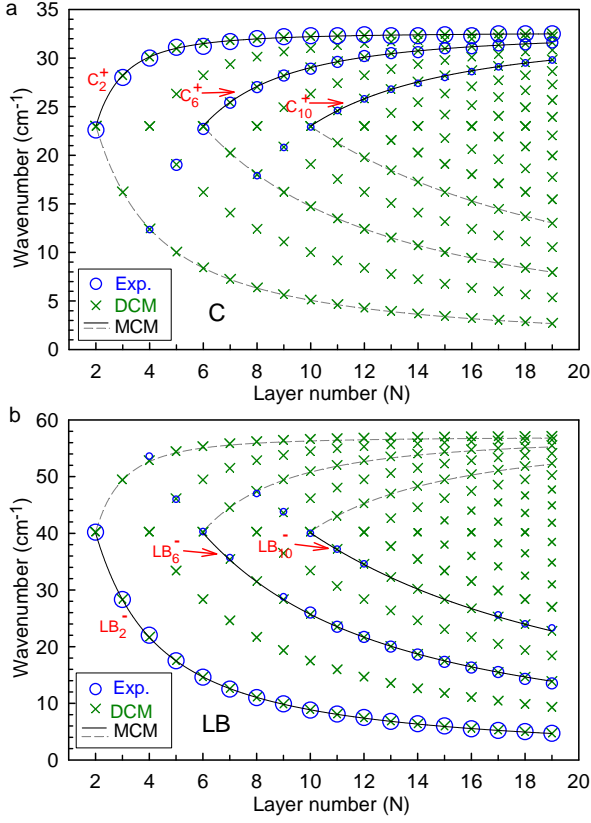 a
35
30
25
20
15
10
5
0
Wavenumber (cm-1)
C2+
C6+
C10+
Exp.
DCM
MCM
C
2 4 6 8 10 12 14 16 18 20
Layer number (N)
b
60
50
40
30
20
10
0
Wavenumber (cm-1)
LB2-
LB6-
LB10-
Exp.
DCM
MCM
LB
2 4 6 8 10 12 14 16 18 20
Layer number (N)